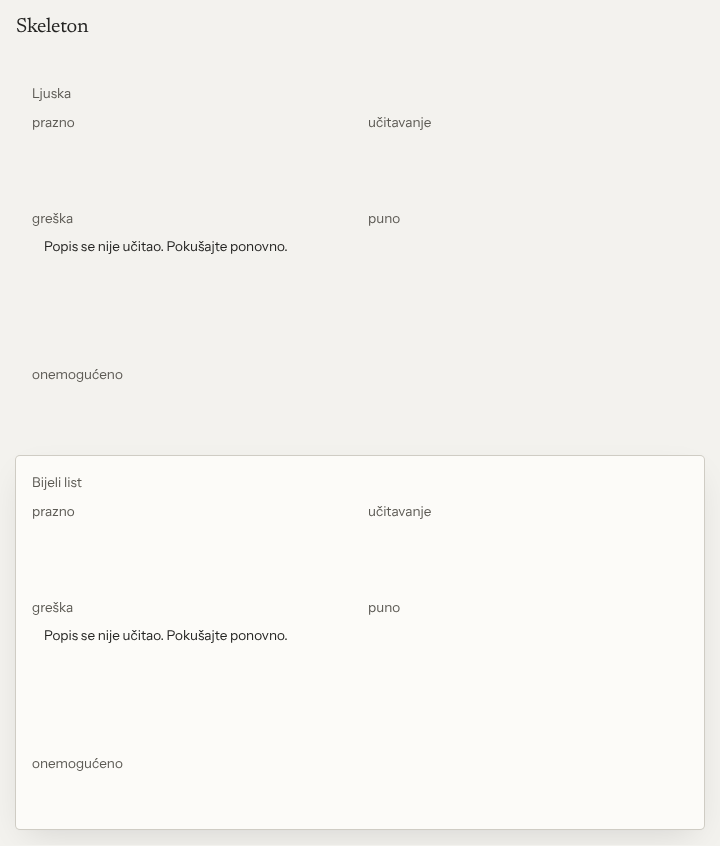 Skeleton
Ljuska
prazno
učitavanje
greška
puno
Popis se nije učitao. Pokušajte ponovno.
onemogućeno
Bijeli list
prazno
učitavanje
greška
puno
Popis se nije učitao. Pokušajte ponovno.
onemogućeno